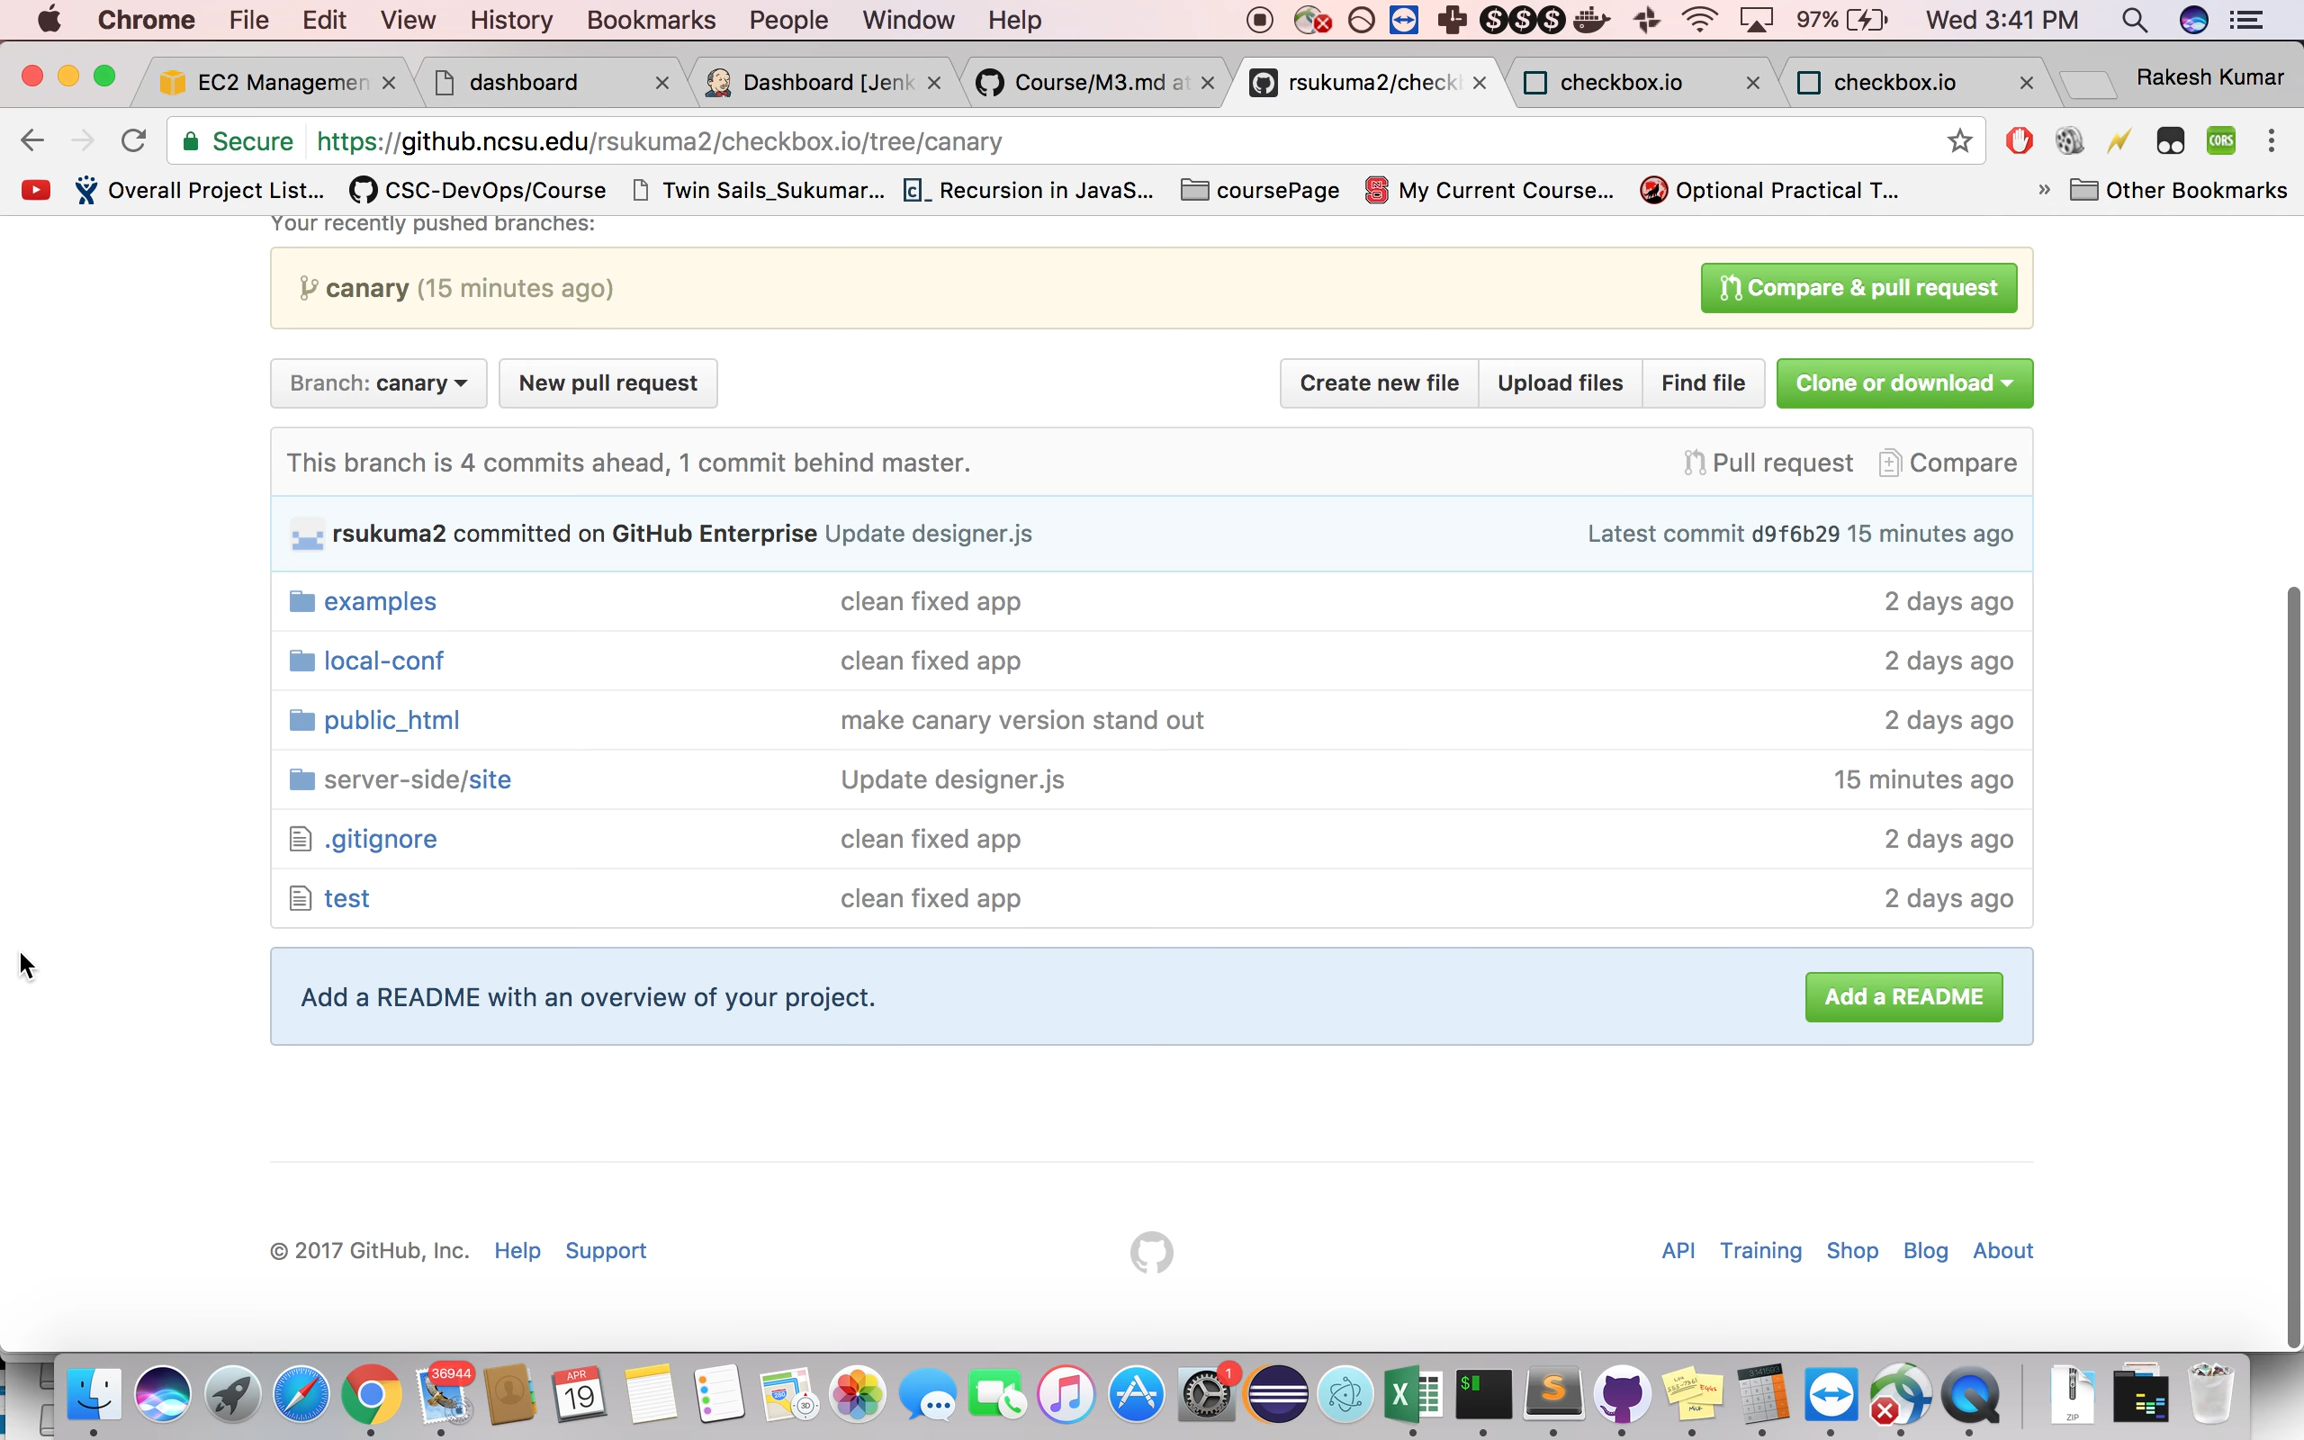 Chrome File Edit View History Bookmarks People Window Help 97% Wed 3:41 PM
EC2 Managemen dashboard Dashboard [Jenk Course/M3.md at rsukuma2/check checkbox.io checkbox.io Rakesh Kumar
Secure https://github.ncsu.edu/rsukuma2/checkbox.io/tree/canary CORS
Overall Project List... CSC-DevOps/Course Twin Sails_Sukumar... Recursion in JavaS... coursePage My Current Course... Optional Practical T... » Other Bookmarks
Your recently pushed branches:
canary (15 minutes ago) Compare & pull request
Branch: canary New pull request Create new file Upload files Find file Clone or download
This branch is 4 commits ahead, 1 commit behind master. Pull request Compare
rsukuma2 committed on GitHub Enterprise Update designer.js Latest commit d9f6b29 15 minutes ago
examples clean fixed app 2 days ago
local-conf clean fixed app 2 days ago
public_html make canary version stand out 2 days ago
server-side/site Update designer.js 15 minutes ago
.gitignore clean fixed app 2 days ago
test clean fixed app 2 days ago
Add a README with an overview of your project. Add a README
© 2017 GitHub, Inc. Help Support API Training Shop Blog About
36944 APR 19 1 ZIP